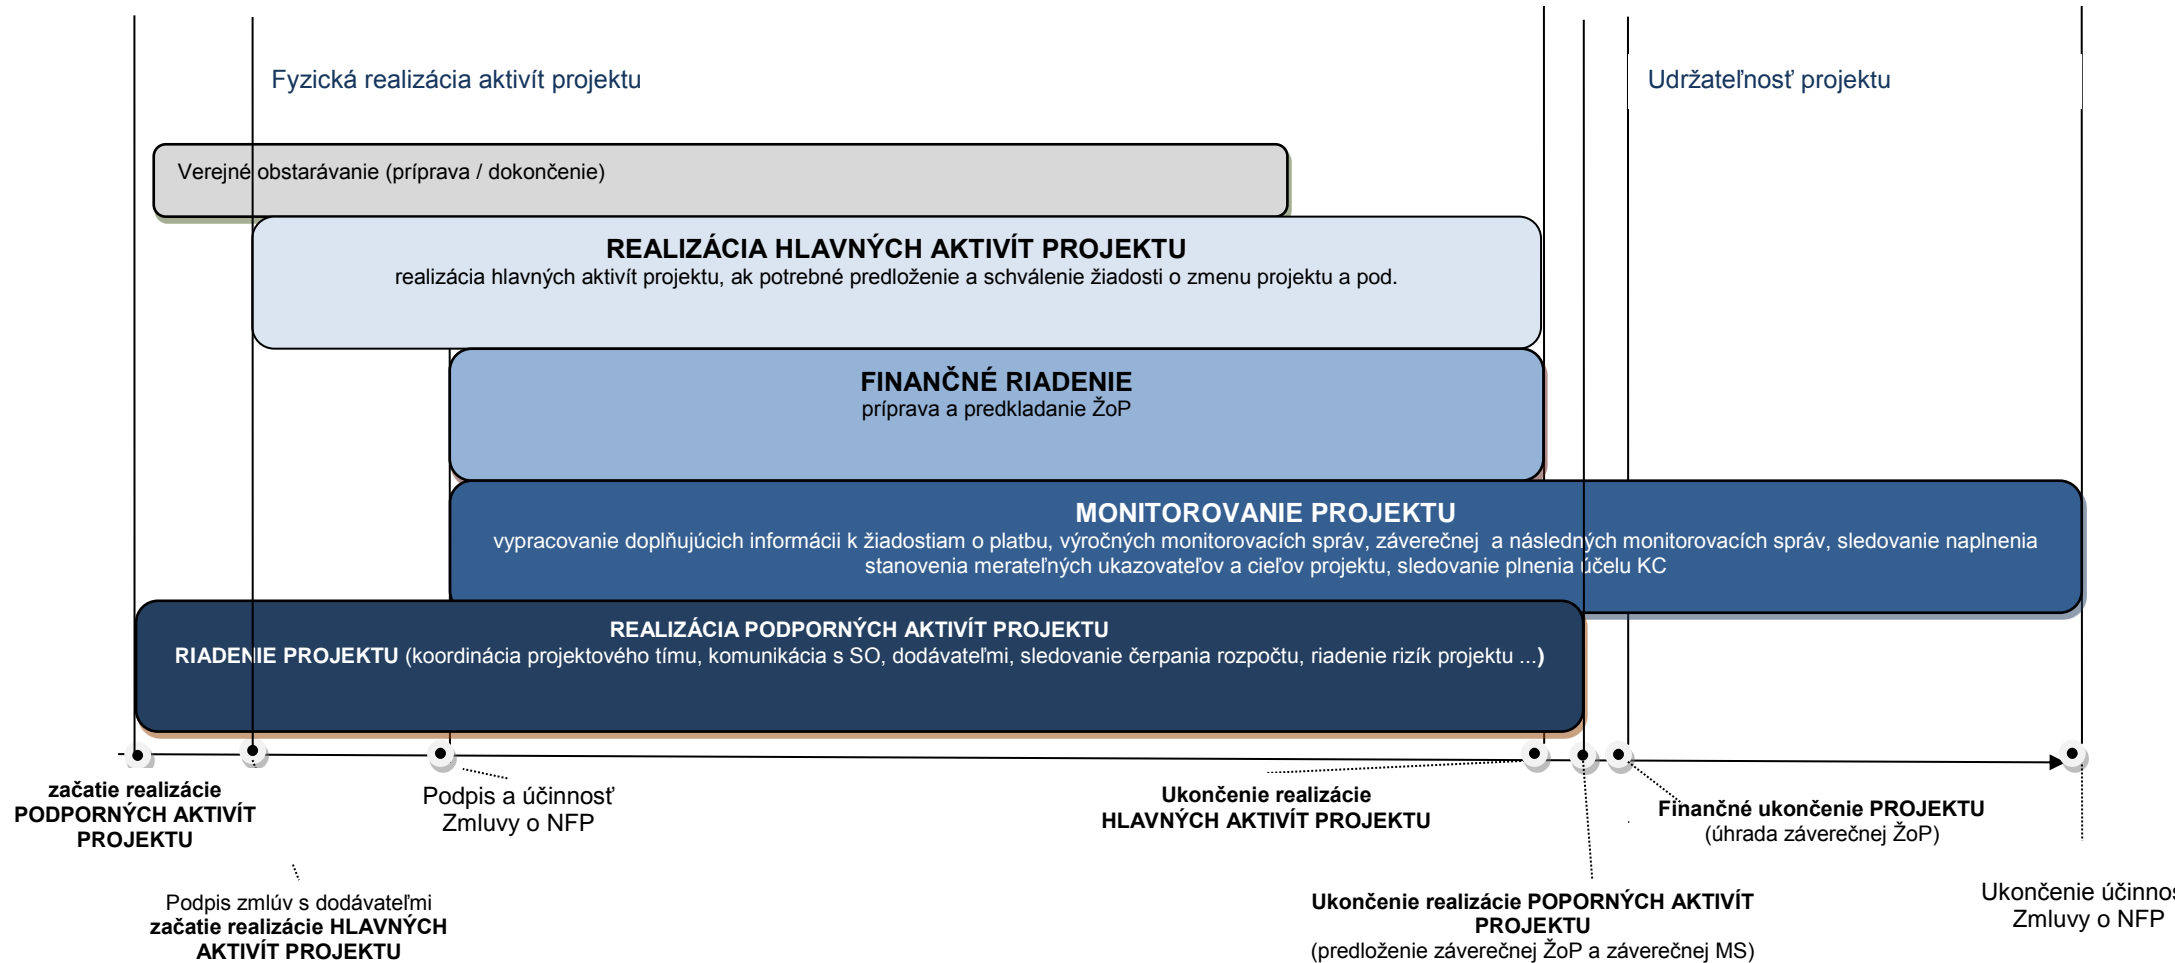 Fyzická realizácia aktivít projektu
Udržateľnosť projektu
Verejné obstarávanie (príprava / dokončenie)
REALIZÁCIA HLAVNÝCH AKTIVÍT PROJEKTU
realizácia hlavných aktivít projektu, ak potrebné predloženie a schválenie žiadosti o zmenu projektu a pod.
FINANČNÉ RIADENIE
príprava a predkladanie ŽoP
MONITOROVANIE PROJEKTU
vypracovanie doplňujúcich informácii k žiadostiam o platbu, výročných monitorovacích správ, záverečnej a následných monitorovacích správ, sledovanie naplnenia
stanovenia merateľných ukazovateľov a cieľov projektu, sledovanie plnenia účelu KC
REALIZÁCIA PODPORNÝCH AKTIVÍT PROJEKTU
RIADENIE PROJEKTU (koordinácia projektového tímu, komunikácia s SO, dodávateľmi, sledovanie čerpania rozpočtu, riadenie rizík projektu ...)
začatie realizácie
PODPORNÝCH AKTIVÍT
PROJEKTU
Podpis a účinnosť
Zmluvy o NFP
Ukončenie realizácie
HLAVNÝCH AKTIVÍT PROJEKTU
Finančné ukončenie PROJEKTU
(úhrada záverečnej ŽoP)
Podpis zmlúv s dodávateľmi
začatie realizácie HLAVNÝCH
AKTIVÍT PROJEKTU
Ukončenie realizácie POPORNÝCH AKTIVÍT
PROJEKTU
(predloženie záverečnej ŽoP a záverečnej MS)
Ukončenie účinnos
Zmluvy o NFP